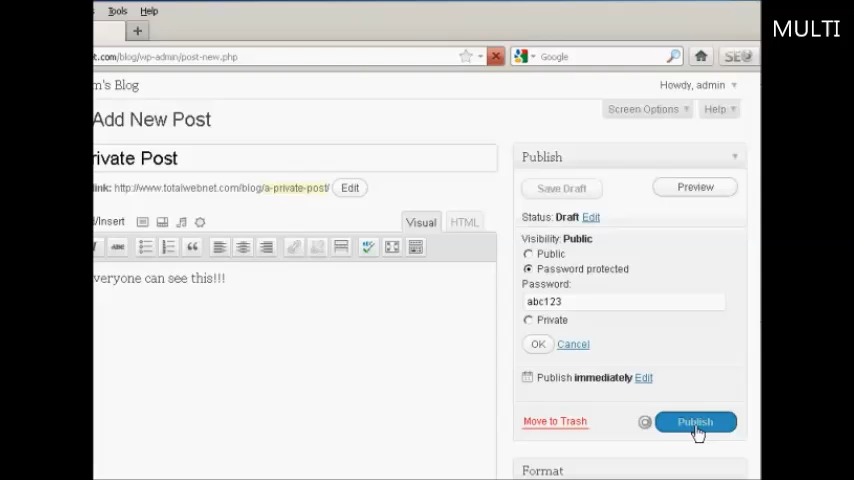 MULTI
Tools Help
t.com/blog/wp-admin/post-new.php
Google
SEO
m's Blog
Howdy, admin
Screen Options
Help
Add New Post
rivate Post
Publish
link: http://www.totalwebnet.com/blog/a-private-post/ Edit
Save Draft
Preview
Status: Draft Edit
d/Insert
Visual
HTML
Visibility: Public
Public
Password protected
Password:
abc123
Private
OK
Cancel
ABC
veryone can see this!!!
Publish immediately Edit
Move to Trash
Publish
Format